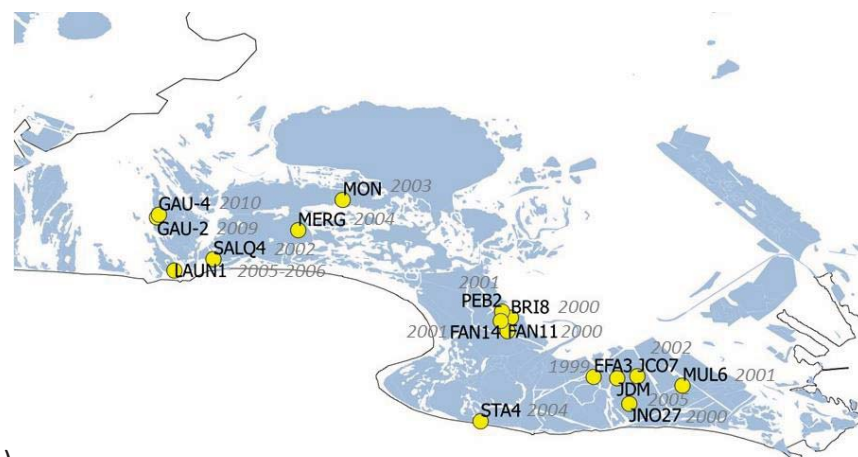 MON 2003
GAU-4 2010
MERG 2004
GAU-2 2009
SALQ4 2002
LAUN1 2005-2006
2001
PEB2 BRI8 2000
2001 FAN14 FAN11 2000
2002
1999 EFA3 JCO7
MUL6 2001
JDM
2005
STA4 2004
JNO27 2000
)